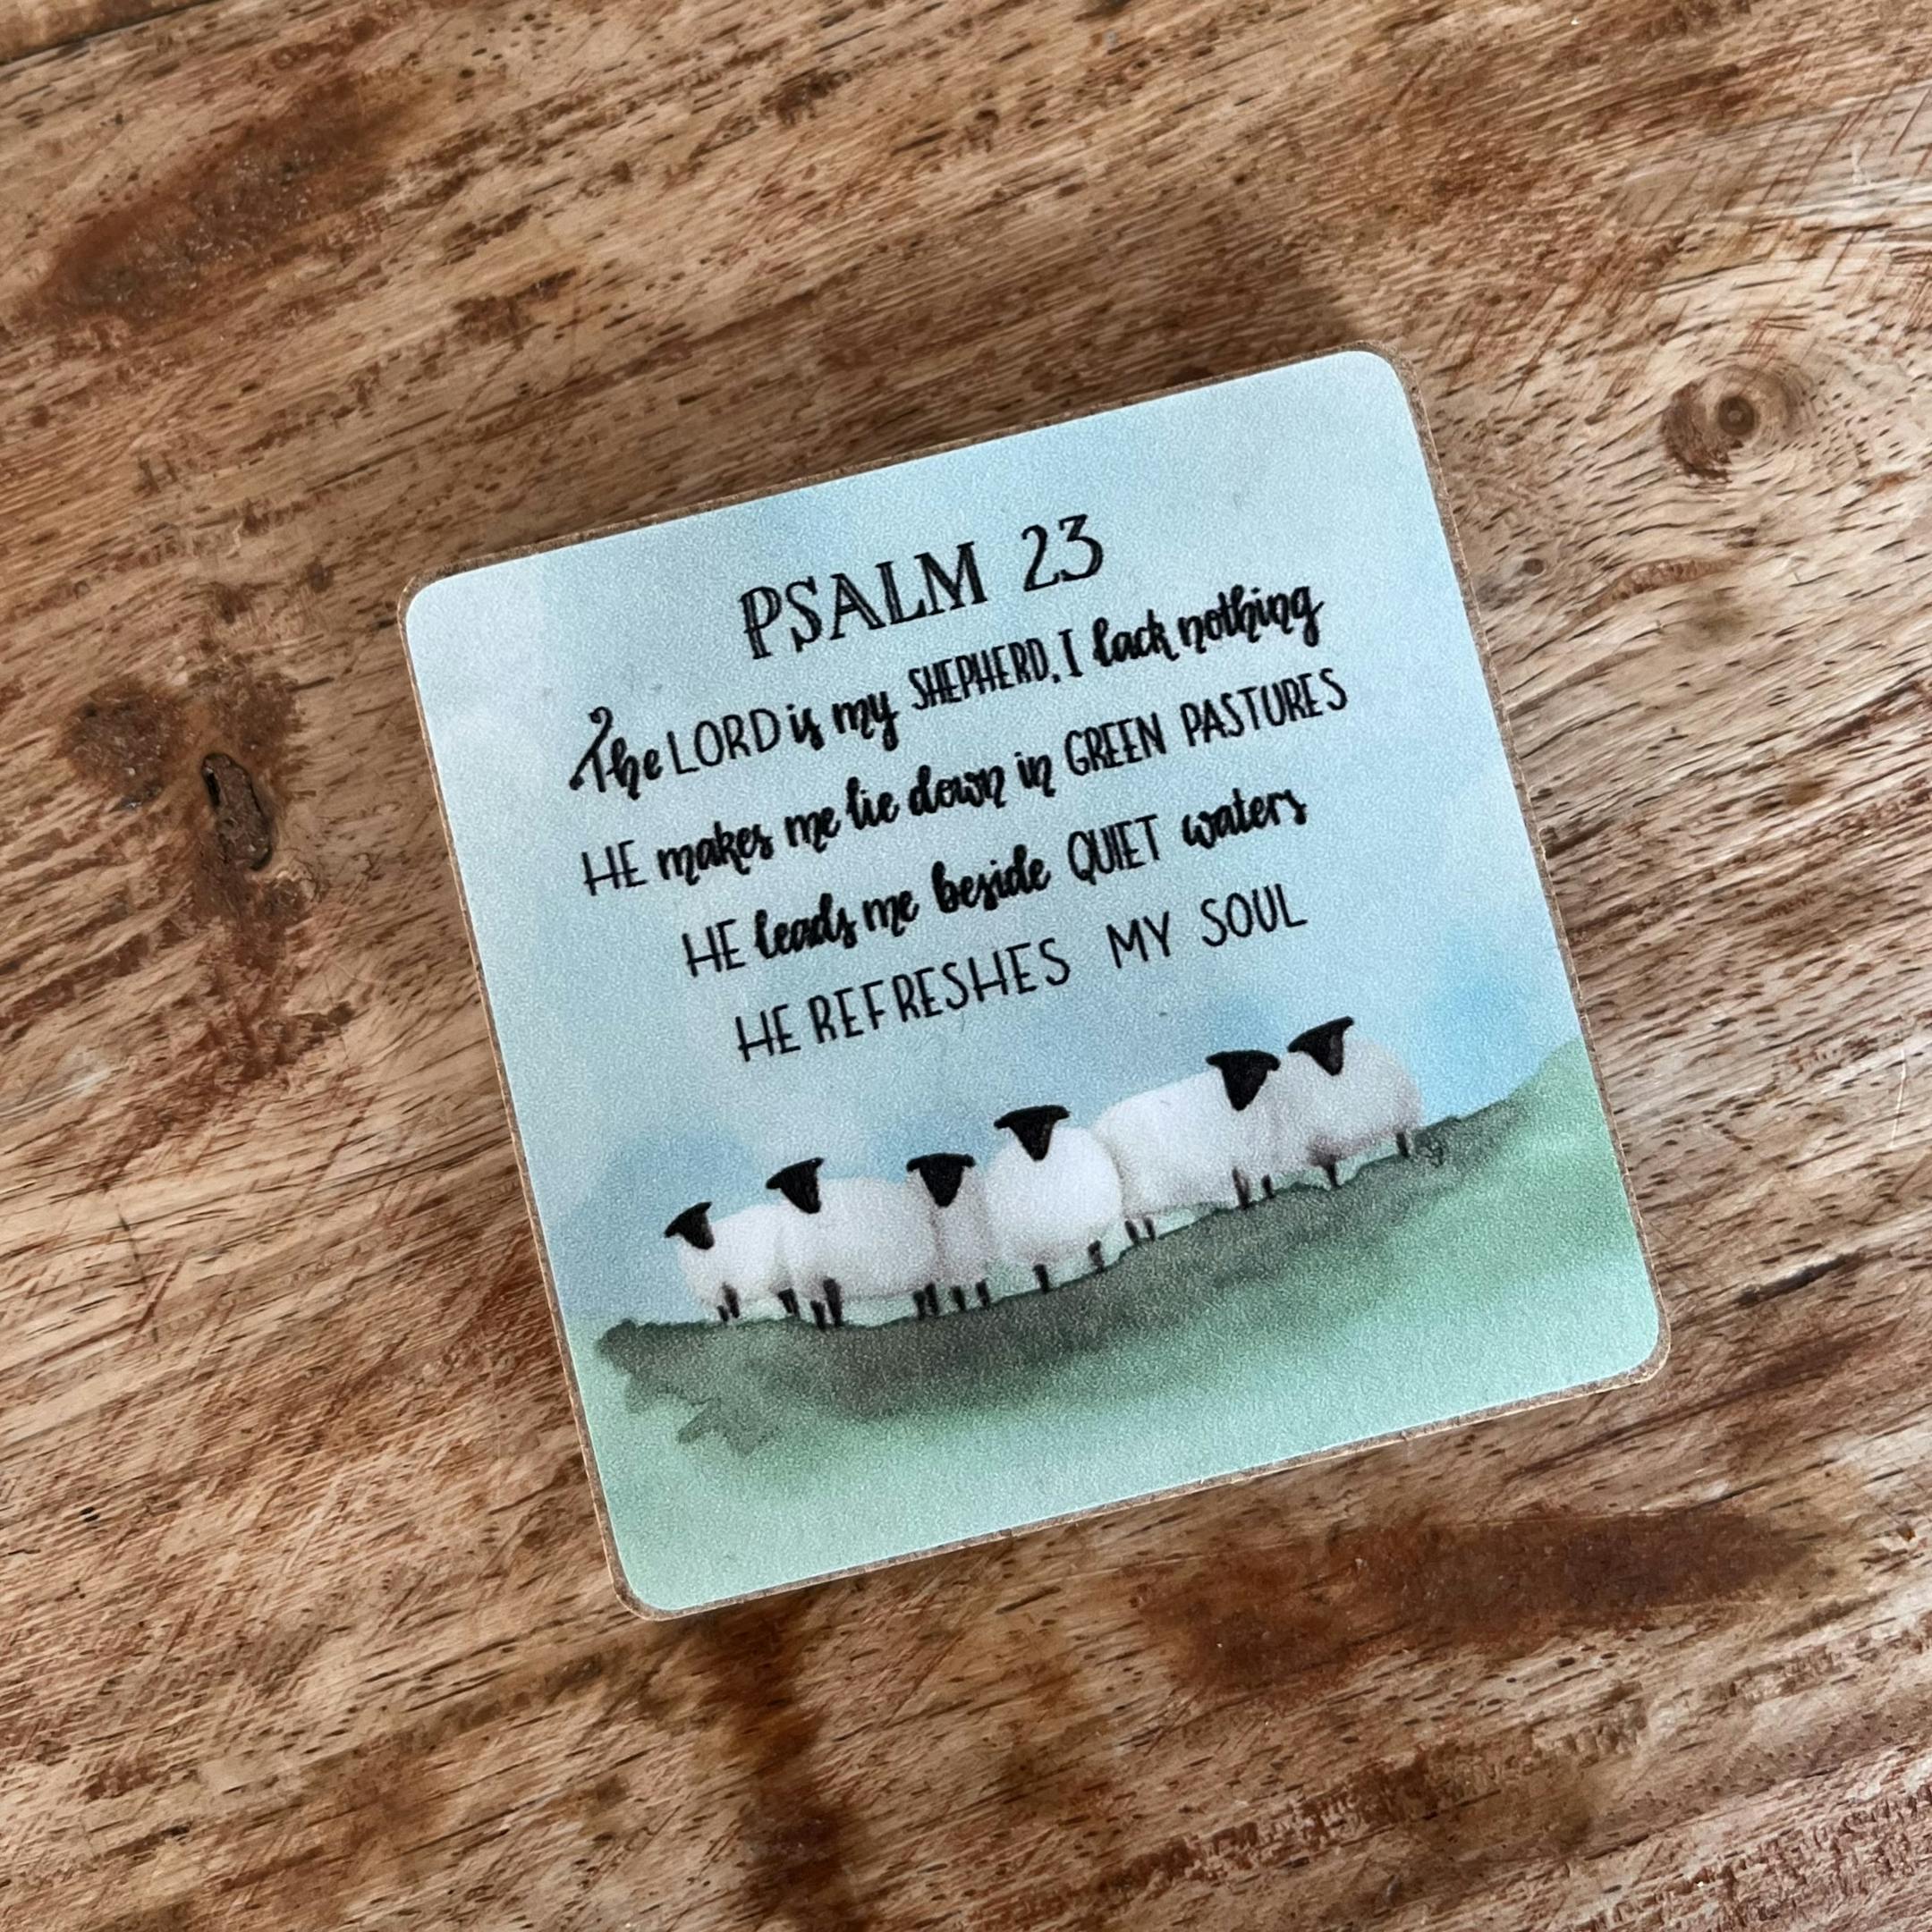 PSALM 23
The LORD is my SHEPHERD, I lack nothing
HE makes me lie down in GREEN PASTURES
HE leads me beside QUIET waters
HE REFRESHES MY SOUL